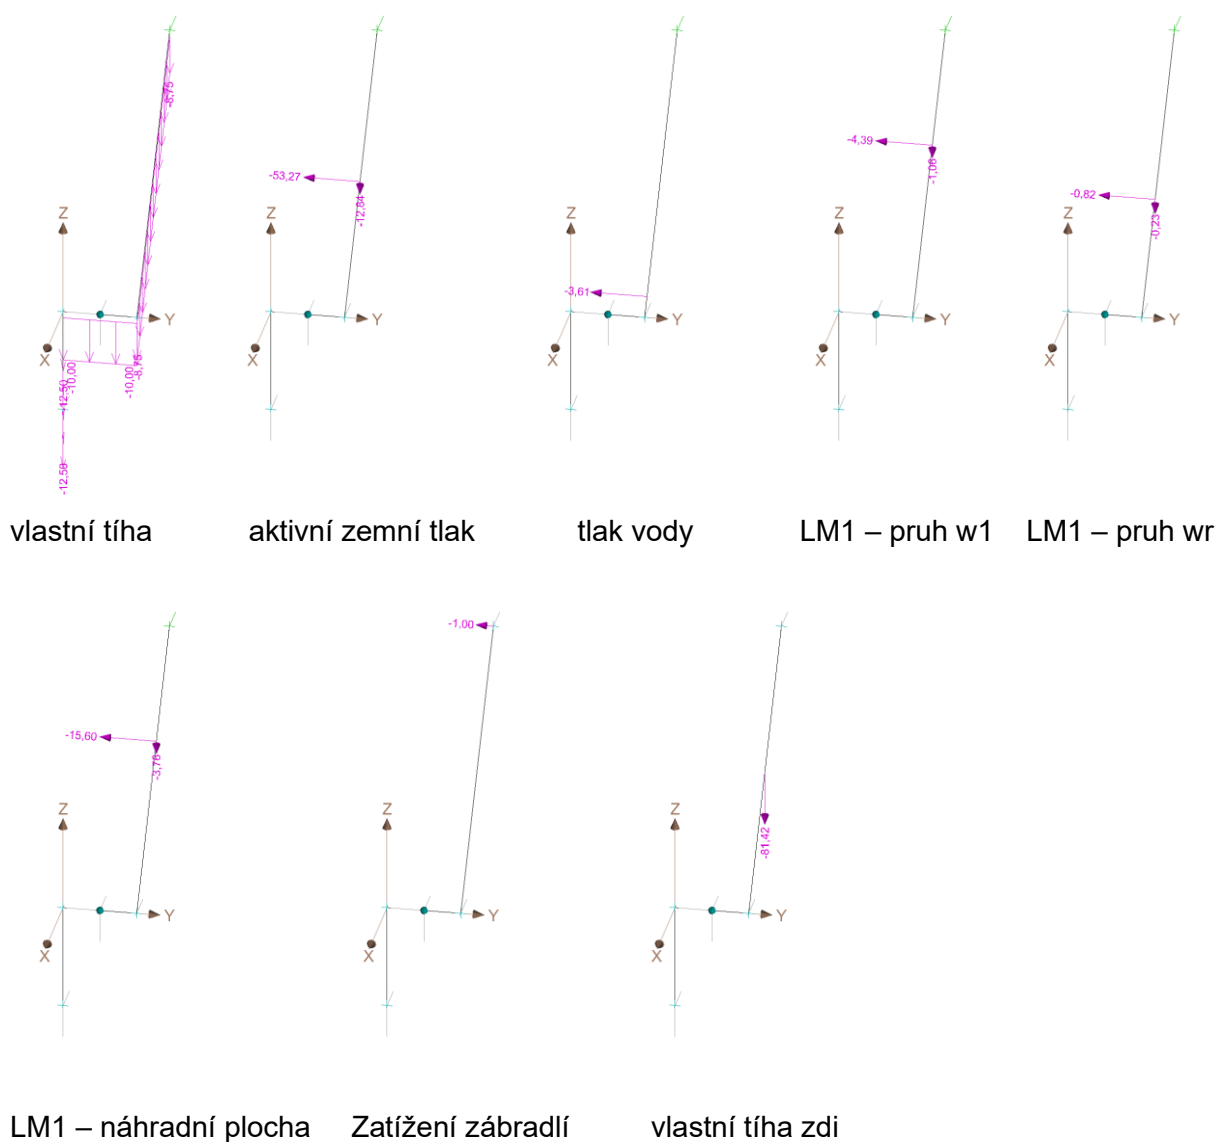 -8,75
-53,27
-12,84
-4,39
-1,06
-0,82
-0,23
Z Z Z Z Z
-3,61
Y Y Y Y Y
X X X X X
-8,75
-10,00
-10,00
-12,50
-12,50
vlastní tíha aktivní zemní tlak tlak vody LM1 – pruh w1 LM1 – pruh wr
-1,00
-15,60
-3,78
Z Z Z
-81,42
Y Y Y
X X X
LM1 – náhradní plocha Zatížení zábradlí vlastní tíha zdi